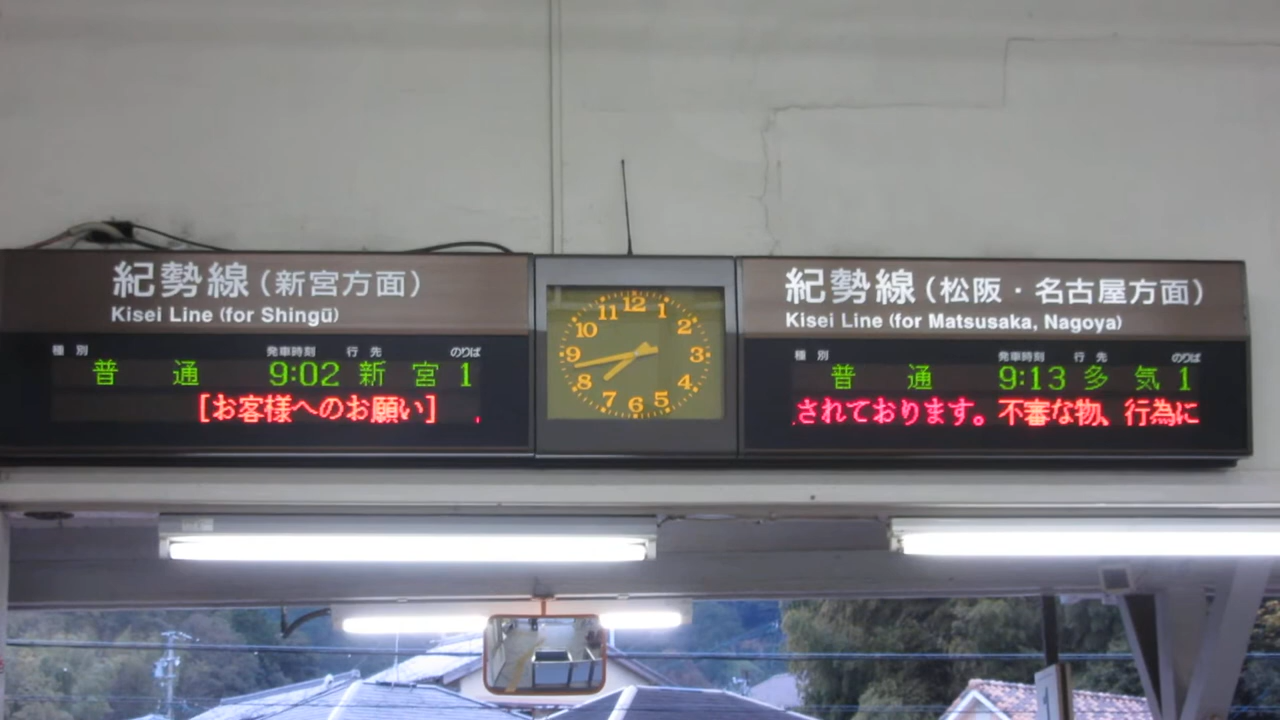 紀勢線（新宮方面）
Kisei Line (for Shingū)
種別 発車時刻 行先 のりば
普通 9:02 新宮 1
[お客様へのお願い]
12
1
2
3
4
5
6
7
8
9
10
11
紀勢線（松阪・名古屋方面）
Kisei Line (for Matsusaka, Nagoya)
種別 発車時刻 行先 のりば
普通 9:13 多気 1
されております。不審な物、行為に